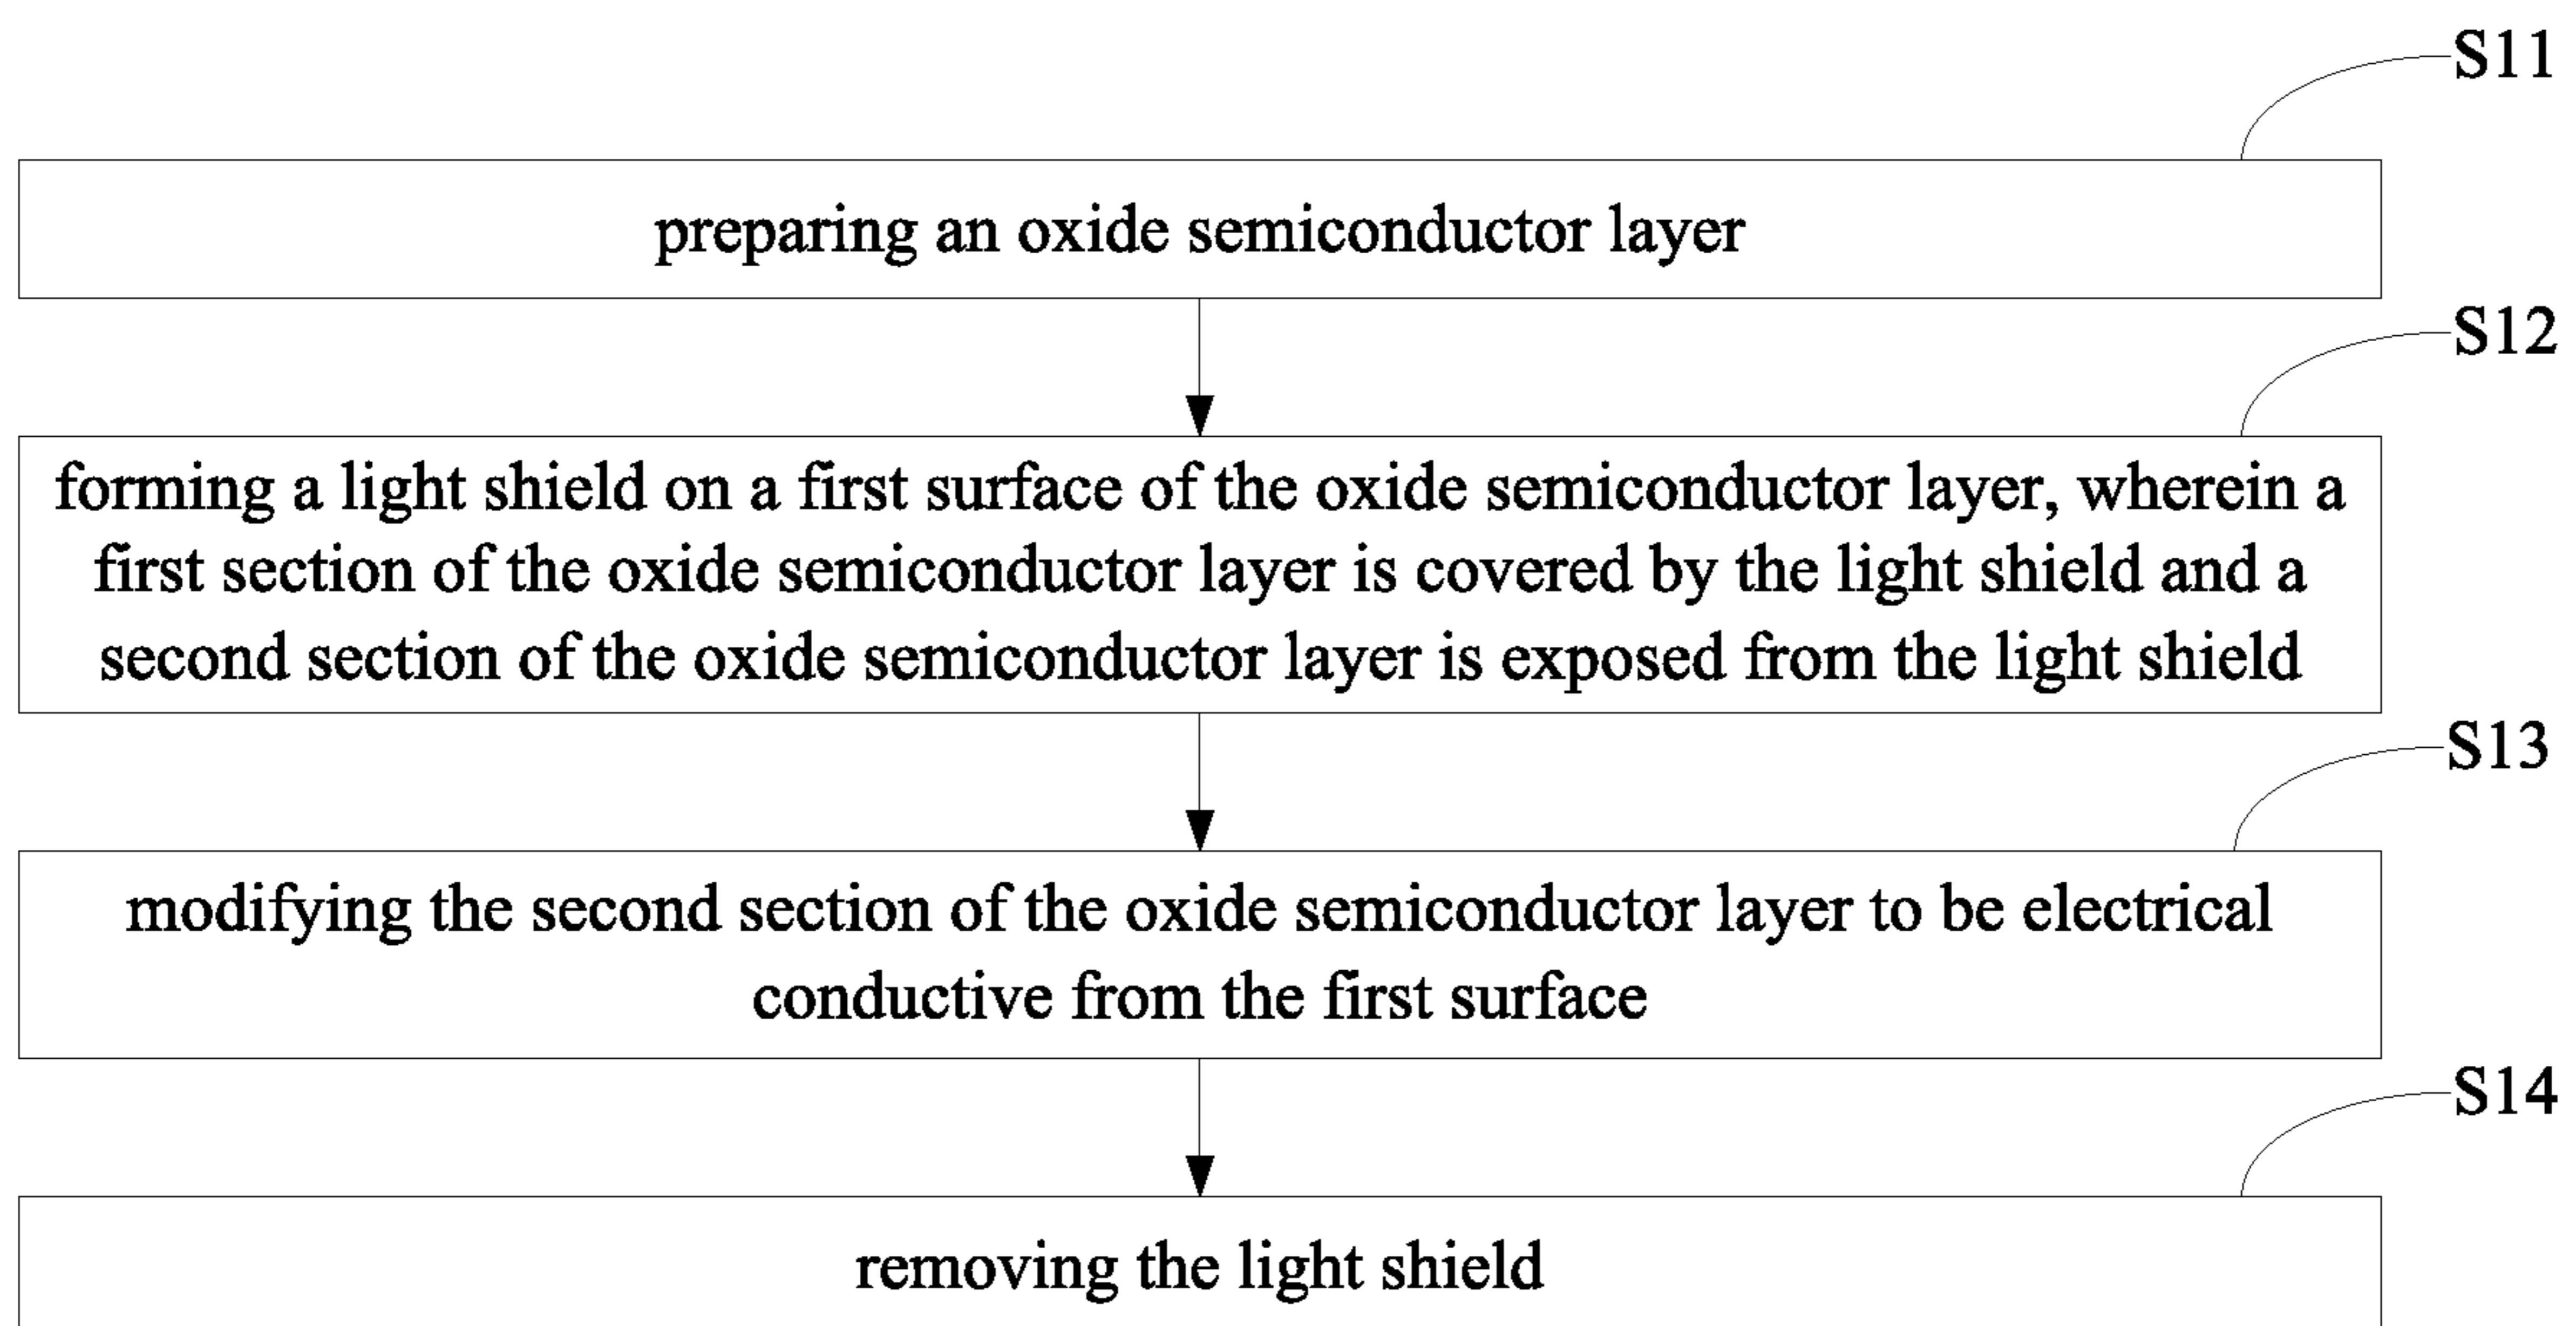 S11
preparing an oxide semiconductor layer
S12
forming a light shield on a first surface of the oxide semiconductor layer, wherein a
first section of the oxide semiconductor layer is covered by the light shield and a
second section of the oxide semiconductor layer is exposed from the light shield
S13
modifying the second section of the oxide semiconductor layer to be electrical
conductive from the first surface
S14
removing the light shield